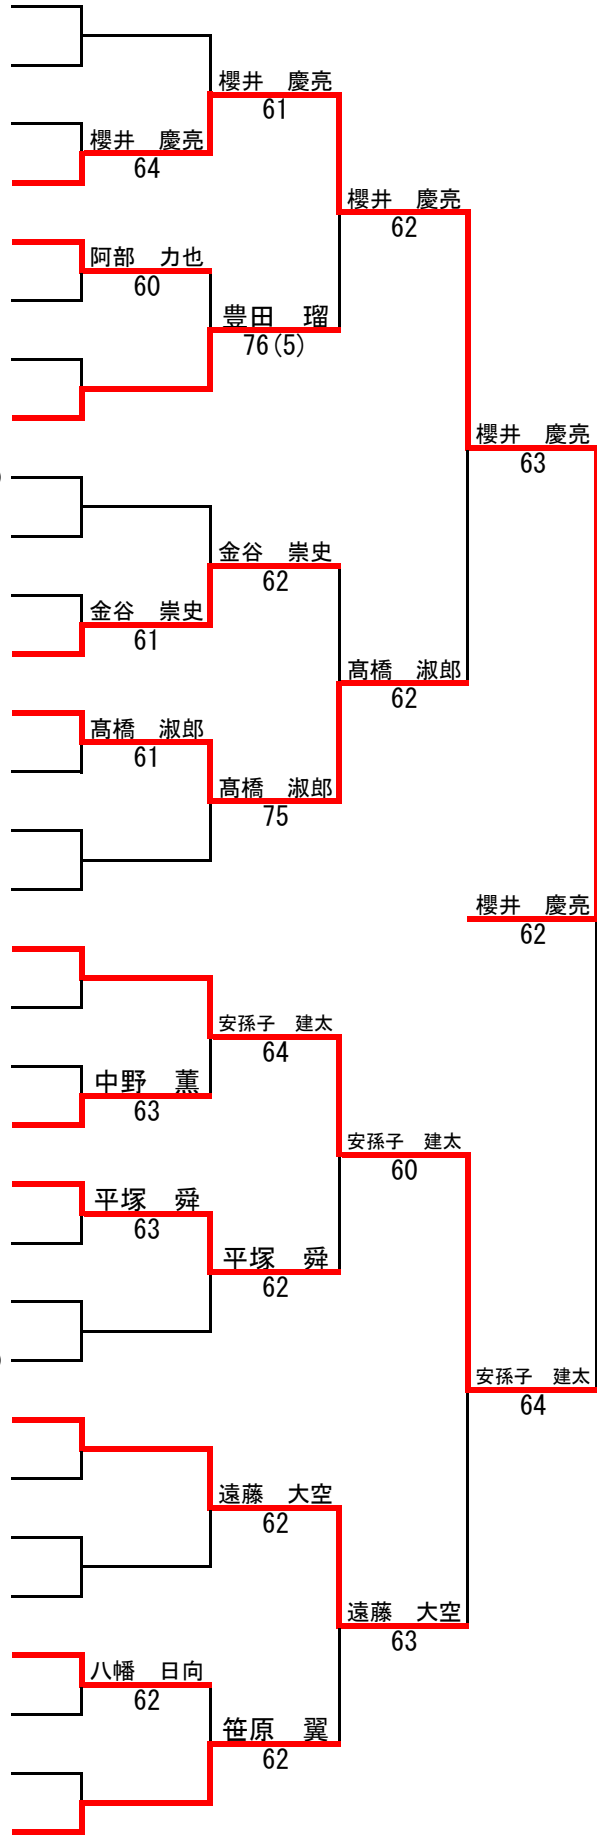 櫻井　慶亮
61
櫻井　慶亮
64
櫻井　慶亮
62
阿部　力也
60
豊田　瑠
76(5)
櫻井　慶亮
63
金谷　崇史
62
金谷　崇史
61
髙橋　淑郎
62
髙橋　淑郎
61
髙橋　淑郎
75
櫻井　慶亮
62
安孫子　建太
64
中野　薫
63
安孫子　建太
60
平塚　舜
63
平塚　舜
62
安孫子　建太
64
遠藤　大空
62
遠藤　大空
63
八幡　日向
62
笹原　翼
62